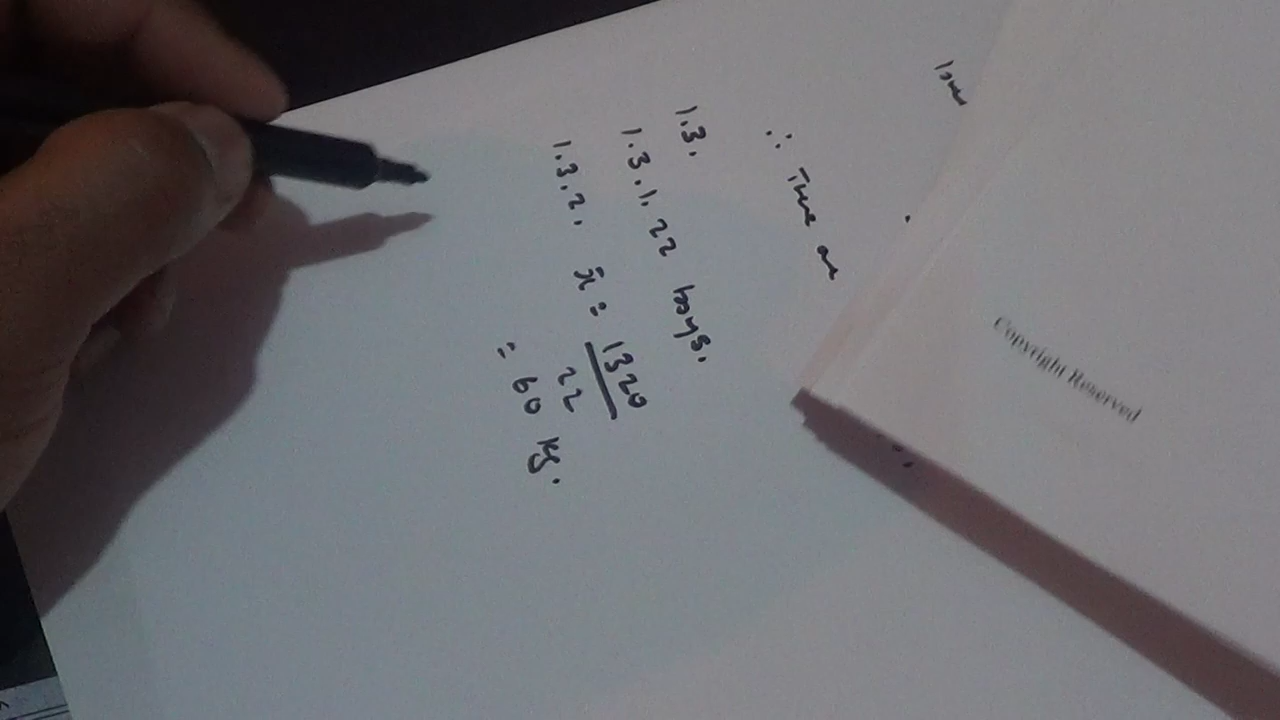 ∴ There are
1.3.
1.3.1. 22 boys.
1.3.2. x̄ = 1320
22
= 60 kg.
Copyright Reserved